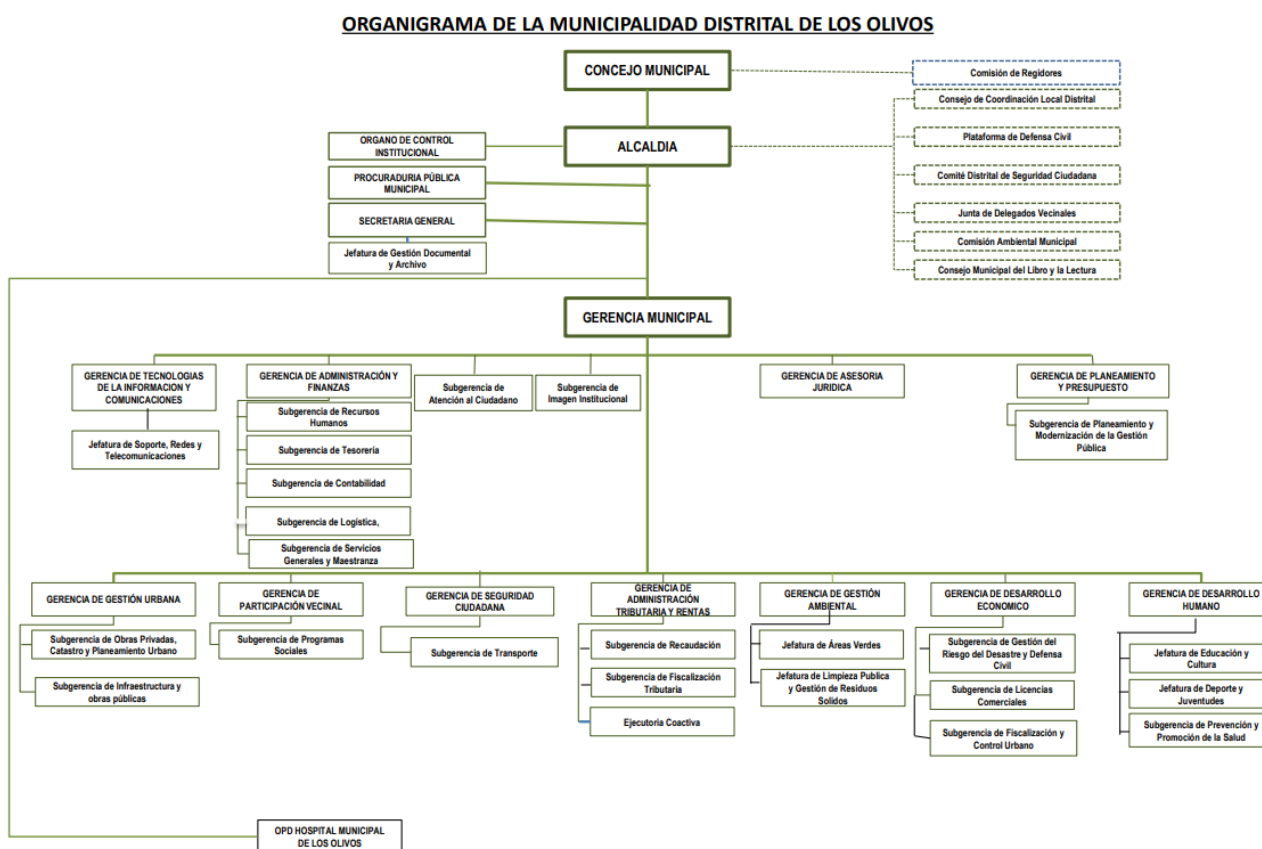 ORGANIGRAMA DE LA MUNICIPALIDAD DISTRITAL DE LOS OLIVOS
CONCEJO MUNICIPAL
Comisión de Regidores
Consejo de Coordinación Local Distrital
ORGANO DE CONTROL
INSTITUCIONAL
ALCALDIA
Plataforma de Defensa Civil
PROCURADURIA PÚBLICA
MUNICIPAL
Comité Distrital de Seguridad Ciudadana
SECRETARIA GENERAL
Junta de Delegados Vecinales
Jefatura de Gestión Documental
y Archivo
Comisión Ambiental Municipal
Consejo Municipal del Libro y la Lectura
GERENCIA MUNICIPAL
GERENCIA DE TECNOLOGIAS
DE LA INFORMACION Y
COMUNICACIONES
Jefatura de Soporte, Redes y
Telecomunicaciones
GERENCIA DE ADMINISTRACIÓN Y
FINANZAS
Subgerencia de Recursos
Humanos
Subgerencia de Tesorería
Subgerencia de Contabilidad
Subgerencia de Logística,
Subgerencia de Servicios
Generales y Maestranza
Subgerencia de
Atención al Ciudadano
Subgerencia de
Imagen Institucional
GERENCIA DE ASESORIA
JURIDICA
GERENCIA DE PLANEAMIENTO
Y PRESUPUESTO
Subgerencia de Planeamiento y
Modernización de la Gestión
Pública
GERENCIA DE GESTIÓN URBANA
Subgerencia de Obras Privadas,
Catastro y Planeamiento Urbano
Subgerencia de Infraestructura y
obras públicas
GERENCIA DE
PARTICIPACIÓN VECINAL
Subgerencia de Programas
Sociales
GERENCIA DE SEGURIDAD
CIUDADANA
Subgerencia de Transporte
GERENCIA DE
ADMINISTRACIÓN
TRIBUTARIA Y RENTAS
Subgerencia de Recaudación
Subgerencia de Fiscalización
Tributaria
Ejecutoria Coactiva
GERENCIA DE GESTIÓN
AMBIENTAL
Jefatura de Áreas Verdes
Jefatura de Limpieza Publica
y Gestión de Residuos
Solidos
GERENCIA DE DESARROLLO
ECONOMICO
Subgerencia de Gestión del
Riesgo del Desastre y Defensa
Civil
Subgerencia de Licencias
Comerciales
Subgerencia de Fiscalización y
Control Urbano
GERENCIA DE DESARROLLO
HUMANO
Jefatura de Educación y
Cultura
Jefatura de Deporte y
Juventudes
Subgerencia de Prevención y
Promoción de la Salud
OPD HOSPITAL MUNICIPAL
DE LOS OLIVOS